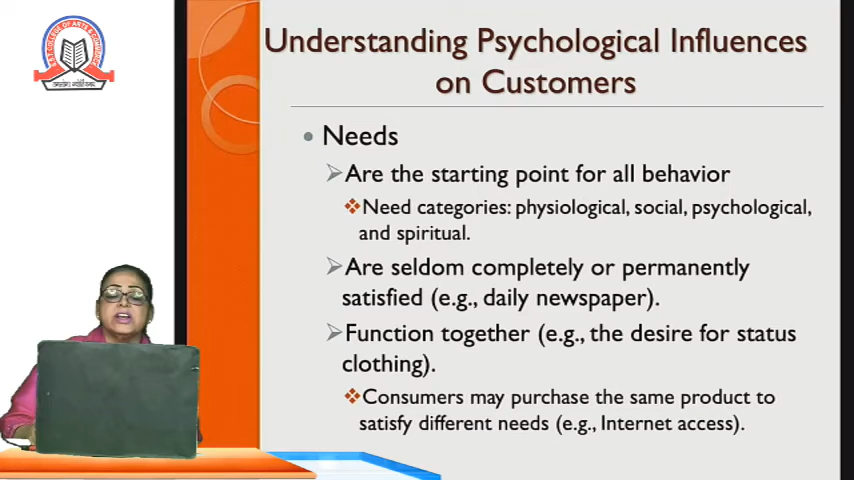 Understanding Psychological Influences
on Customers
Needs
Are the starting point for all behavior
Need categories: physiological, social, psychological,
and spiritual.
Are seldom completely or permanently
satisfied (e.g., daily newspaper).
Function together (e.g., the desire for status
clothing).
Consumers may purchase the same product to
satisfy different needs (e.g., Internet access).